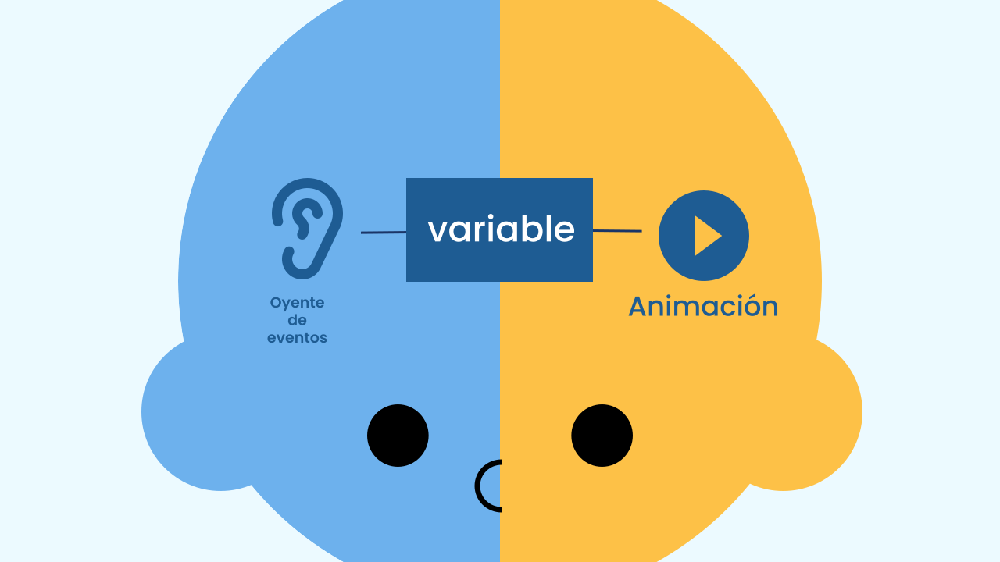 variable
Oyente
de
eventos
Animación